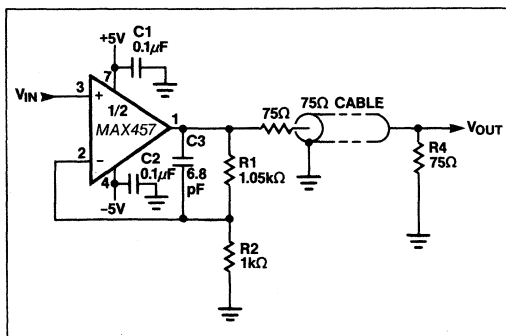 +5V
C1
0.1μF
7
VIN
3
+
1/2
MAX457
1
75Ω
75Ω CABLE
VOUT
C3
2
−
C2
0.1μF
4
−5V
6.8
pF
R1
1.05kΩ
R4
75Ω
R2
1kΩ